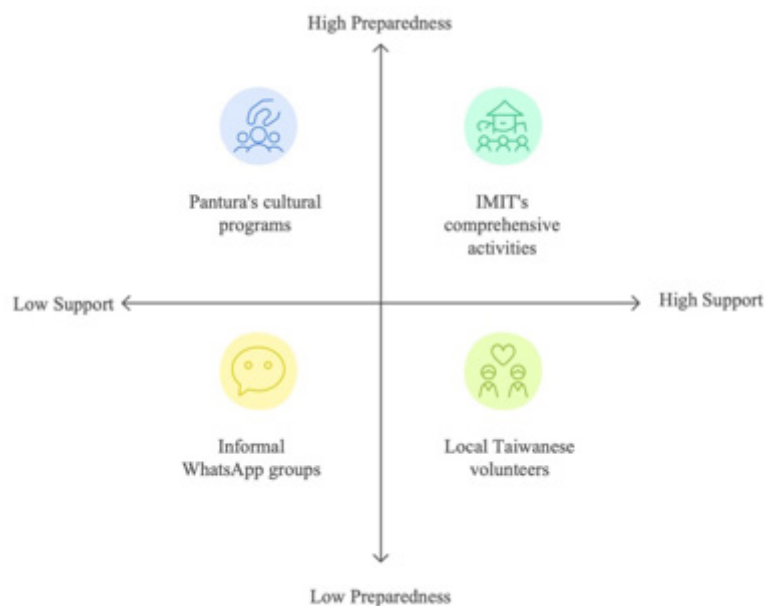 High Preparedness
Pantura's cultural
programs
IMIT's
comprehensive
activities
Low Support
High Support
Informal
WhatsApp groups
Local Taiwanese
volunteers
Low Preparedness